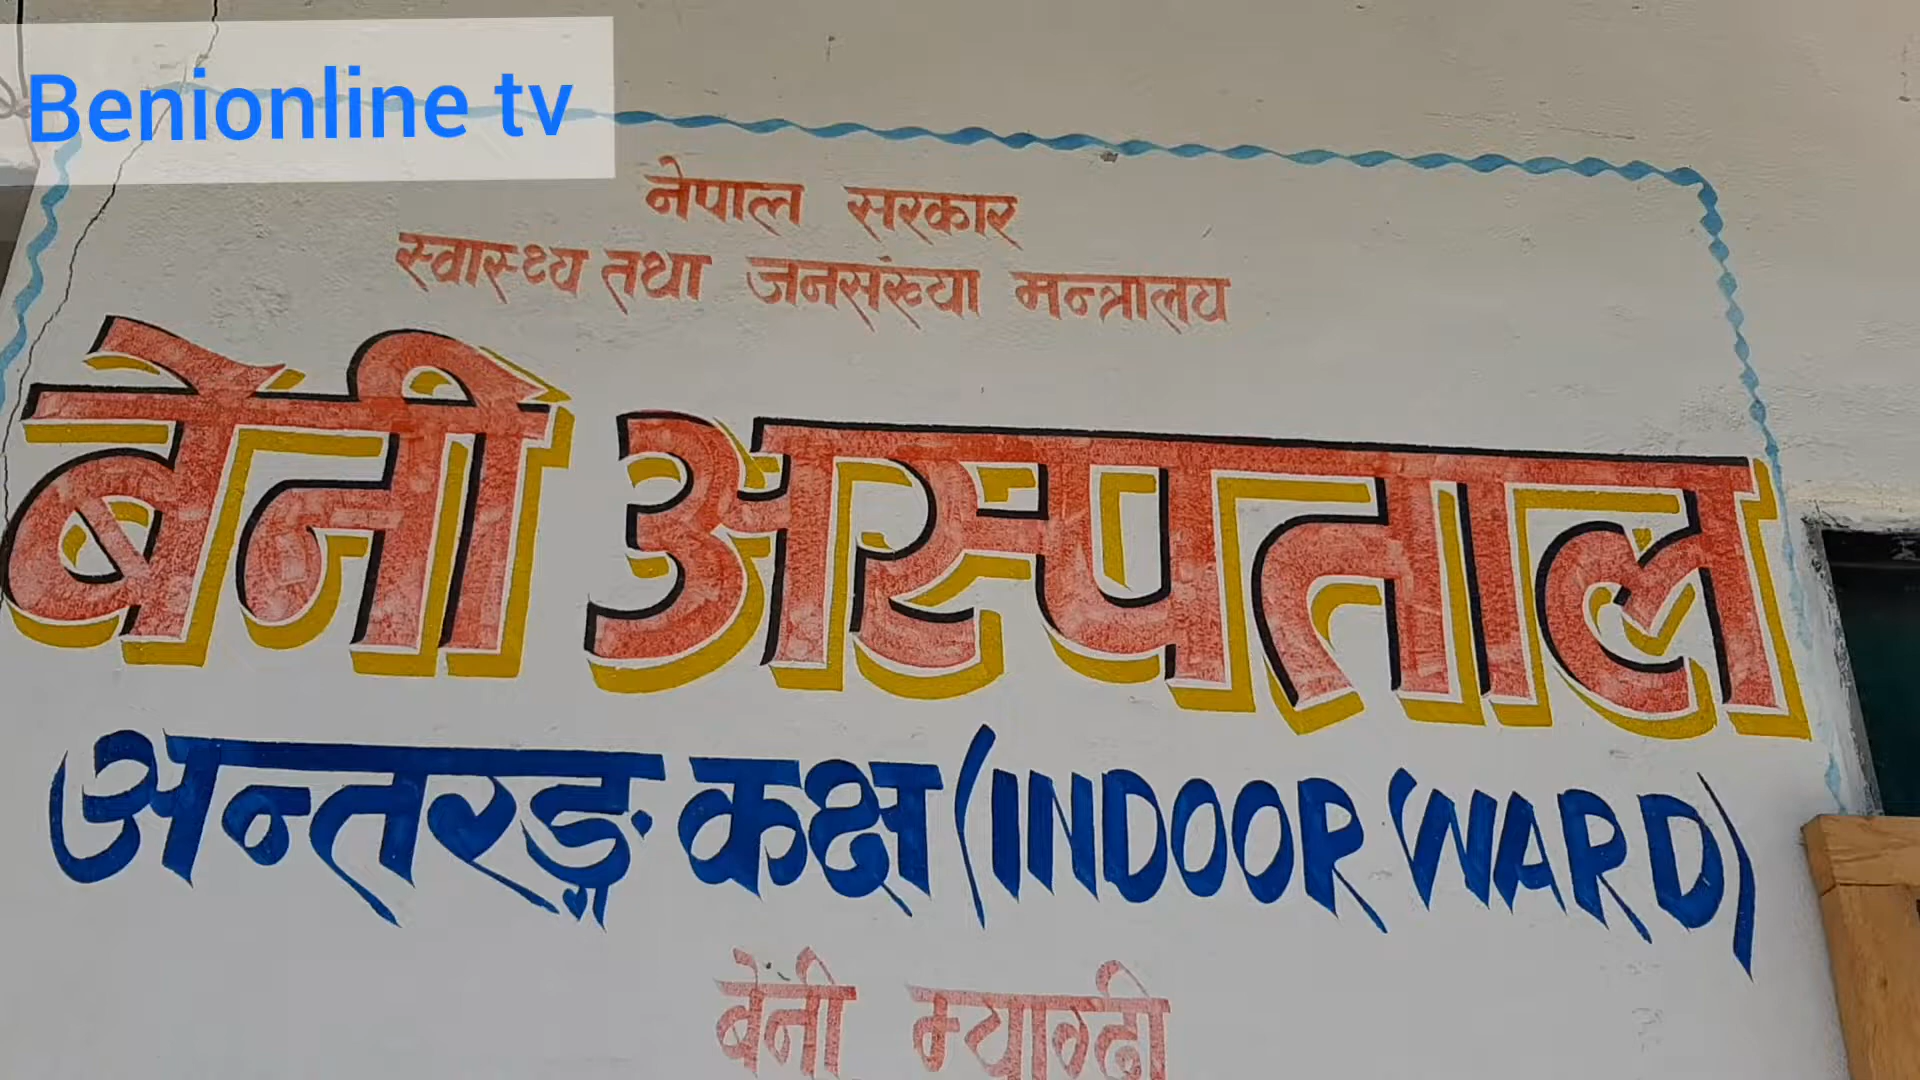 Benionline tv
नेपाल सरकार
स्वास्थ्य तथा जनसंख्या मन्त्रालय
बेनी अस्पताल
अन्तरङ्ग कक्ष (INDOOR WARD)
बेनी म्याग्दी